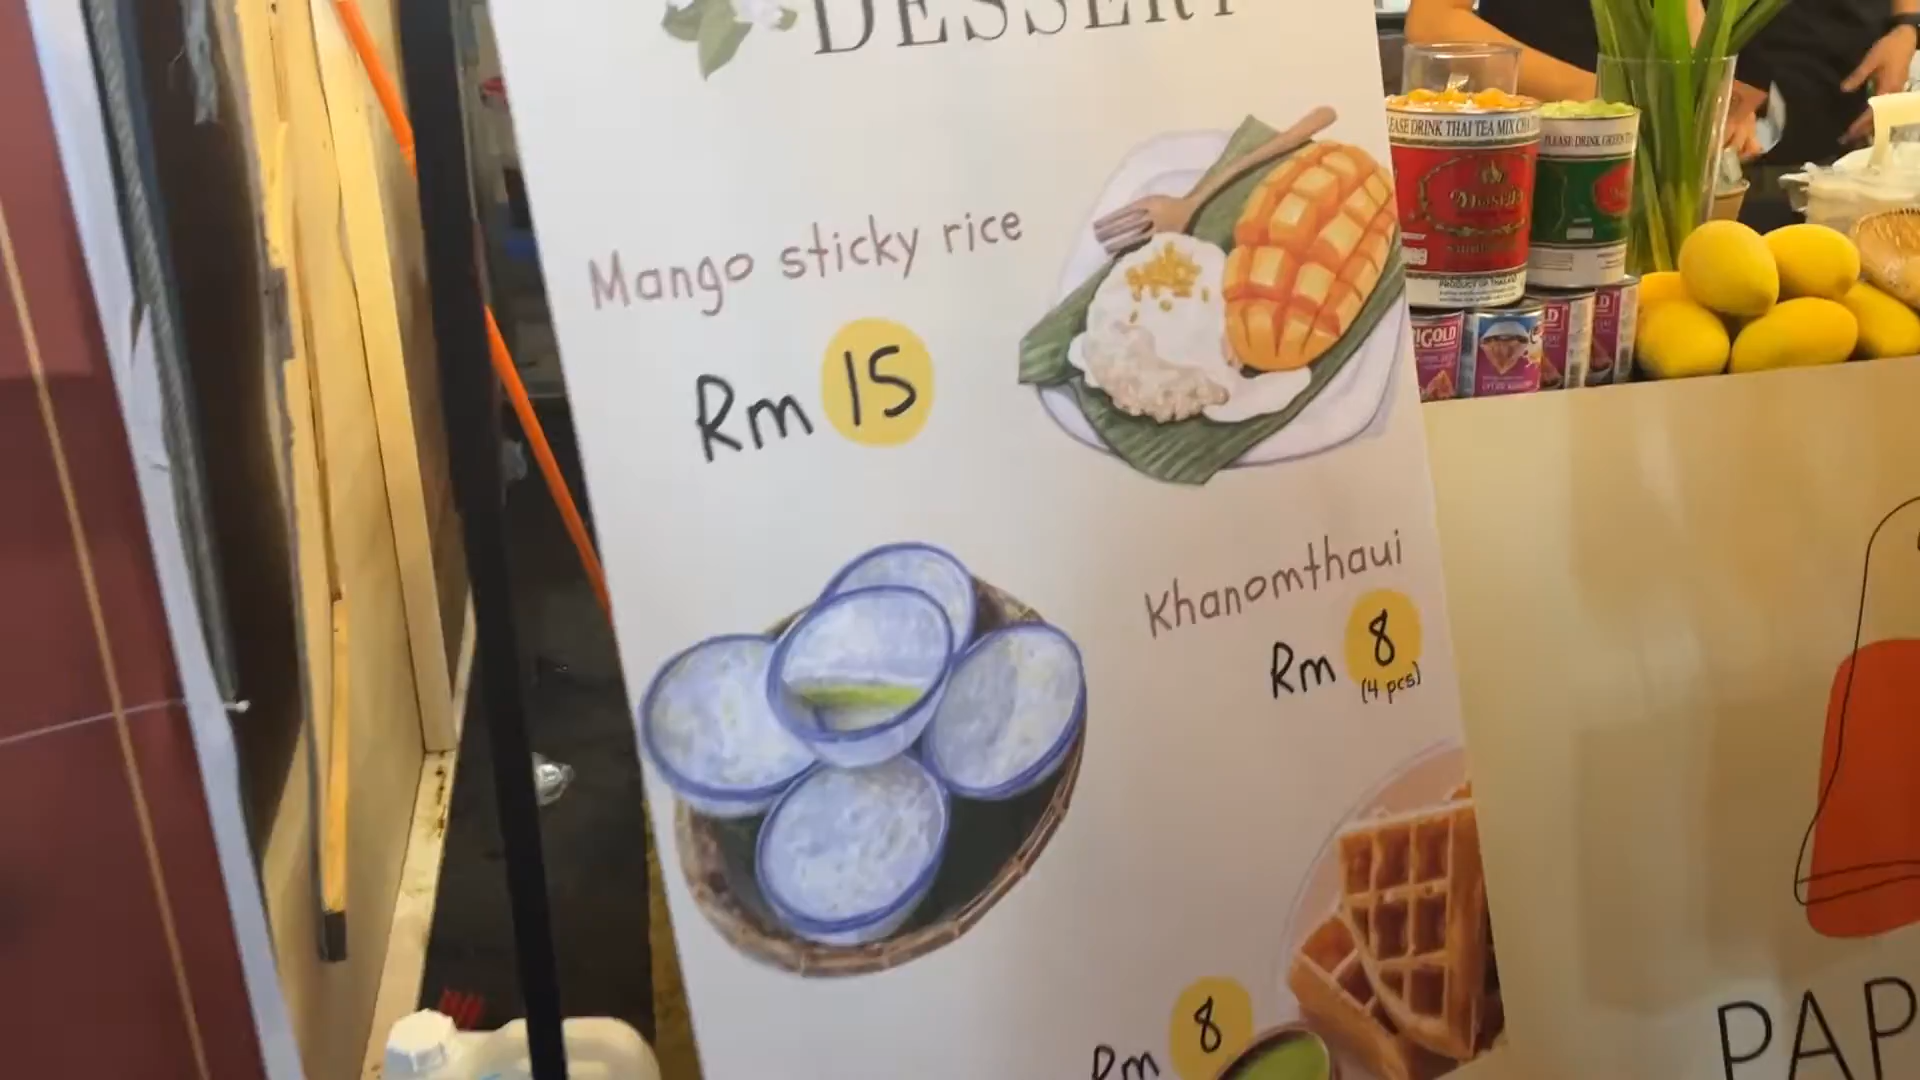 DESSERT
Mango sticky rice
Rm 15
Khanomthaui
Rm 8
(4 pcs)
Rm 8
PLEASE DRINK THAI TEA MIX
PRODUCT OF THAILAND
PLEASE DRINK GREEN
PAP